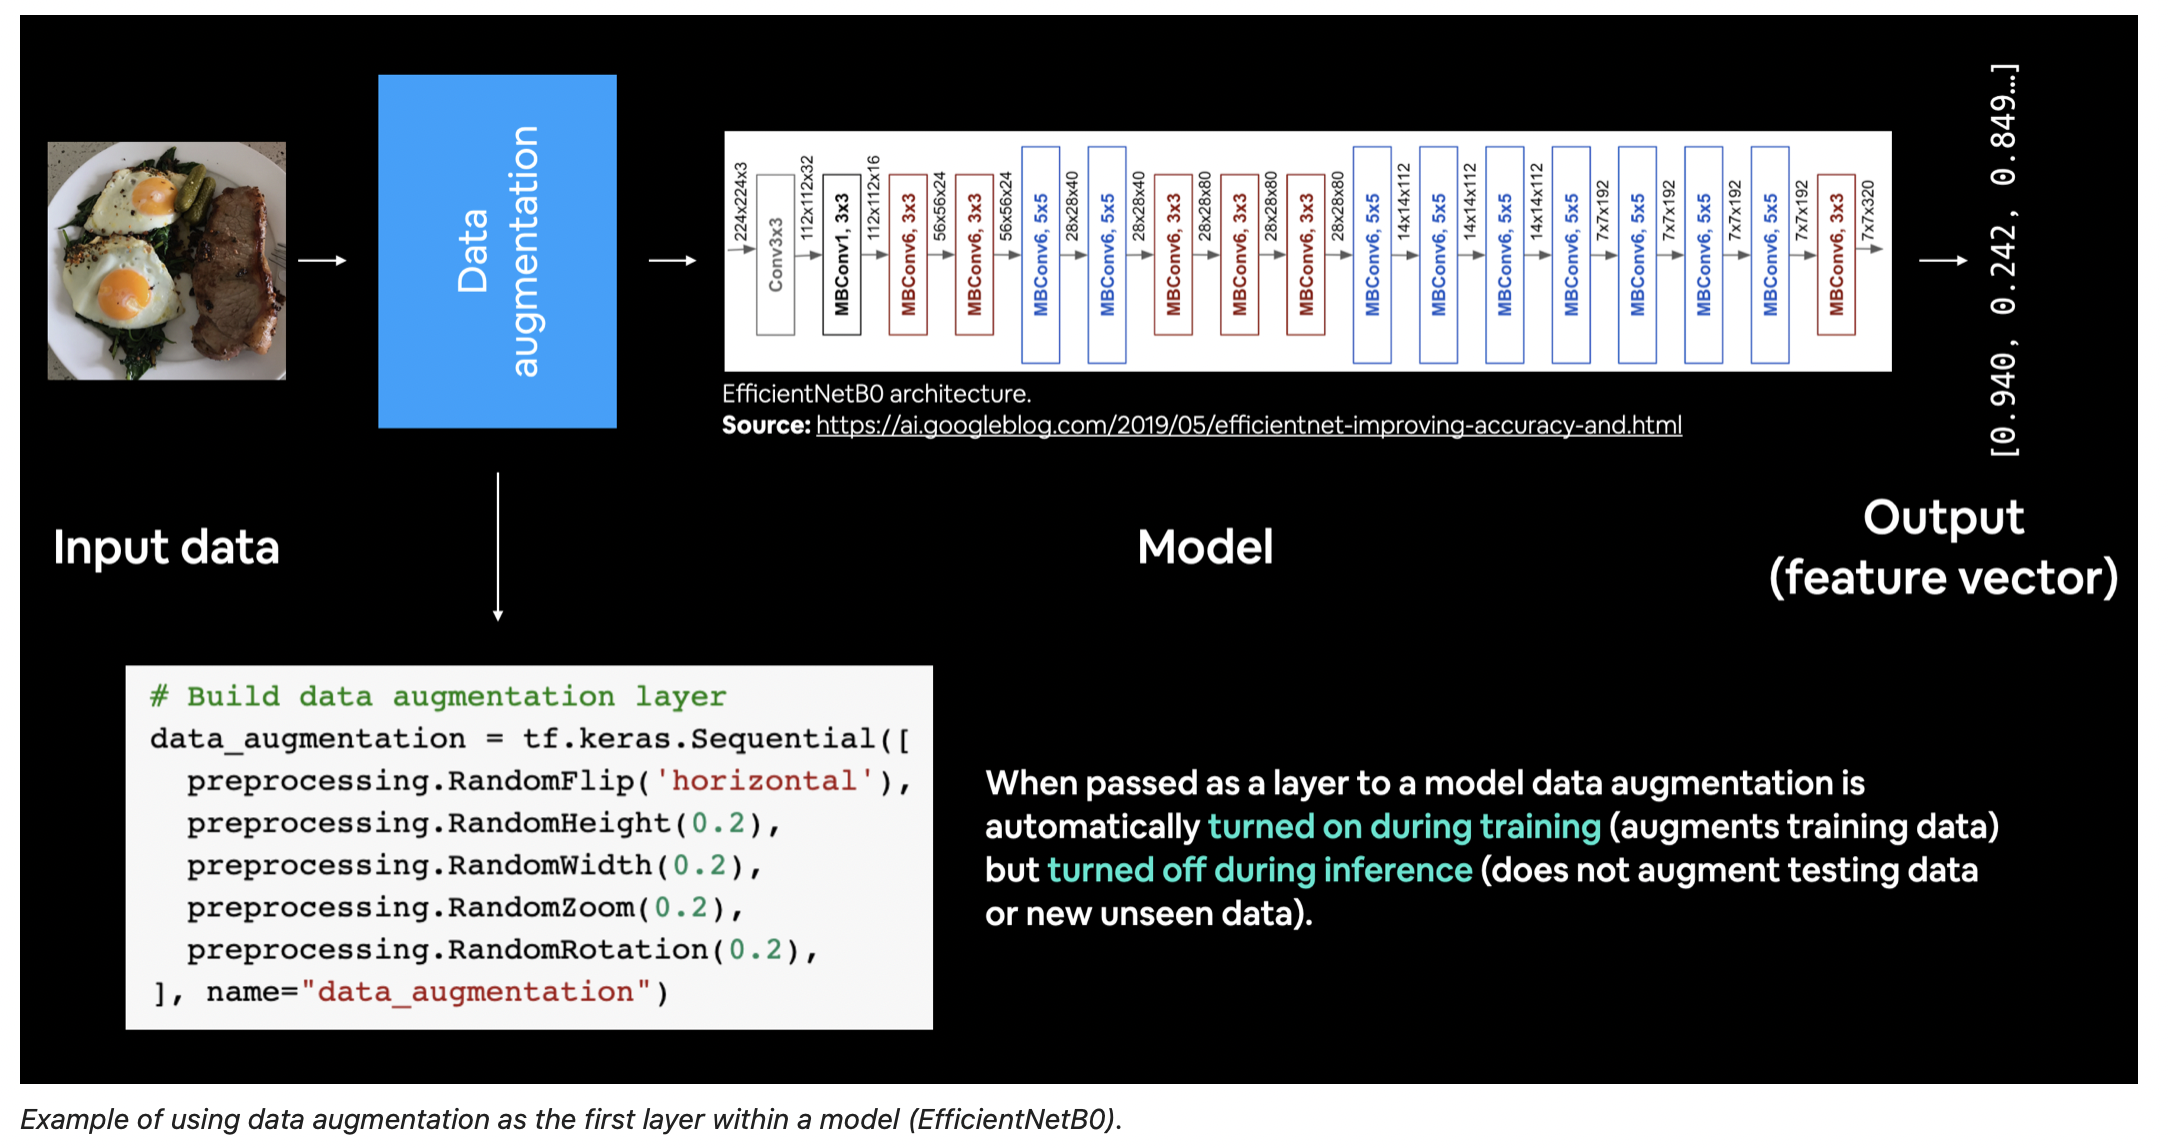 Data
augmentation
224x224x3
Conv3x3
112x112x32
MBConv1, 3x3
112x112x16
MBConv6, 3x3
56x56x24
MBConv6, 3x3
56x56x24
MBConv6, 5x5
28x28x40
MBConv6, 5x5
28x28x40
MBConv6, 3x3
28x28x80
MBConv6, 3x3
28x28x80
MBConv6, 3x3
28x28x80
MBConv6, 5x5
14x14x112
MBConv6, 5x5
14x14x112
MBConv6, 5x5
14x14x112
MBConv6, 5x5
7x7x192
MBConv6, 5x5
7x7x192
MBConv6, 5x5
7x7x192
MBConv6, 5x5
7x7x192
MBConv6, 3x3
7x7x320
[0.940, 0.242, 0.849…]
EfficientNetB0 architecture.
Source: https://ai.googleblog.com/2019/05/efficientnet-improving-accuracy-and.html
Input data
Model
Output
(feature vector)
# Build data augmentation layer
data_augmentation = tf.keras.Sequential([
  preprocessing.RandomFlip('horizontal'),
  preprocessing.RandomHeight(0.2),
  preprocessing.RandomWidth(0.2),
  preprocessing.RandomZoom(0.2),
  preprocessing.RandomRotation(0.2),
], name="data_augmentation")
When passed as a layer to a model data augmentation is
automatically turned on during training (augments training data)
but turned off during inference (does not augment testing data
or new unseen data).
Example of using data augmentation as the first layer within a model (EfficientNetB0).